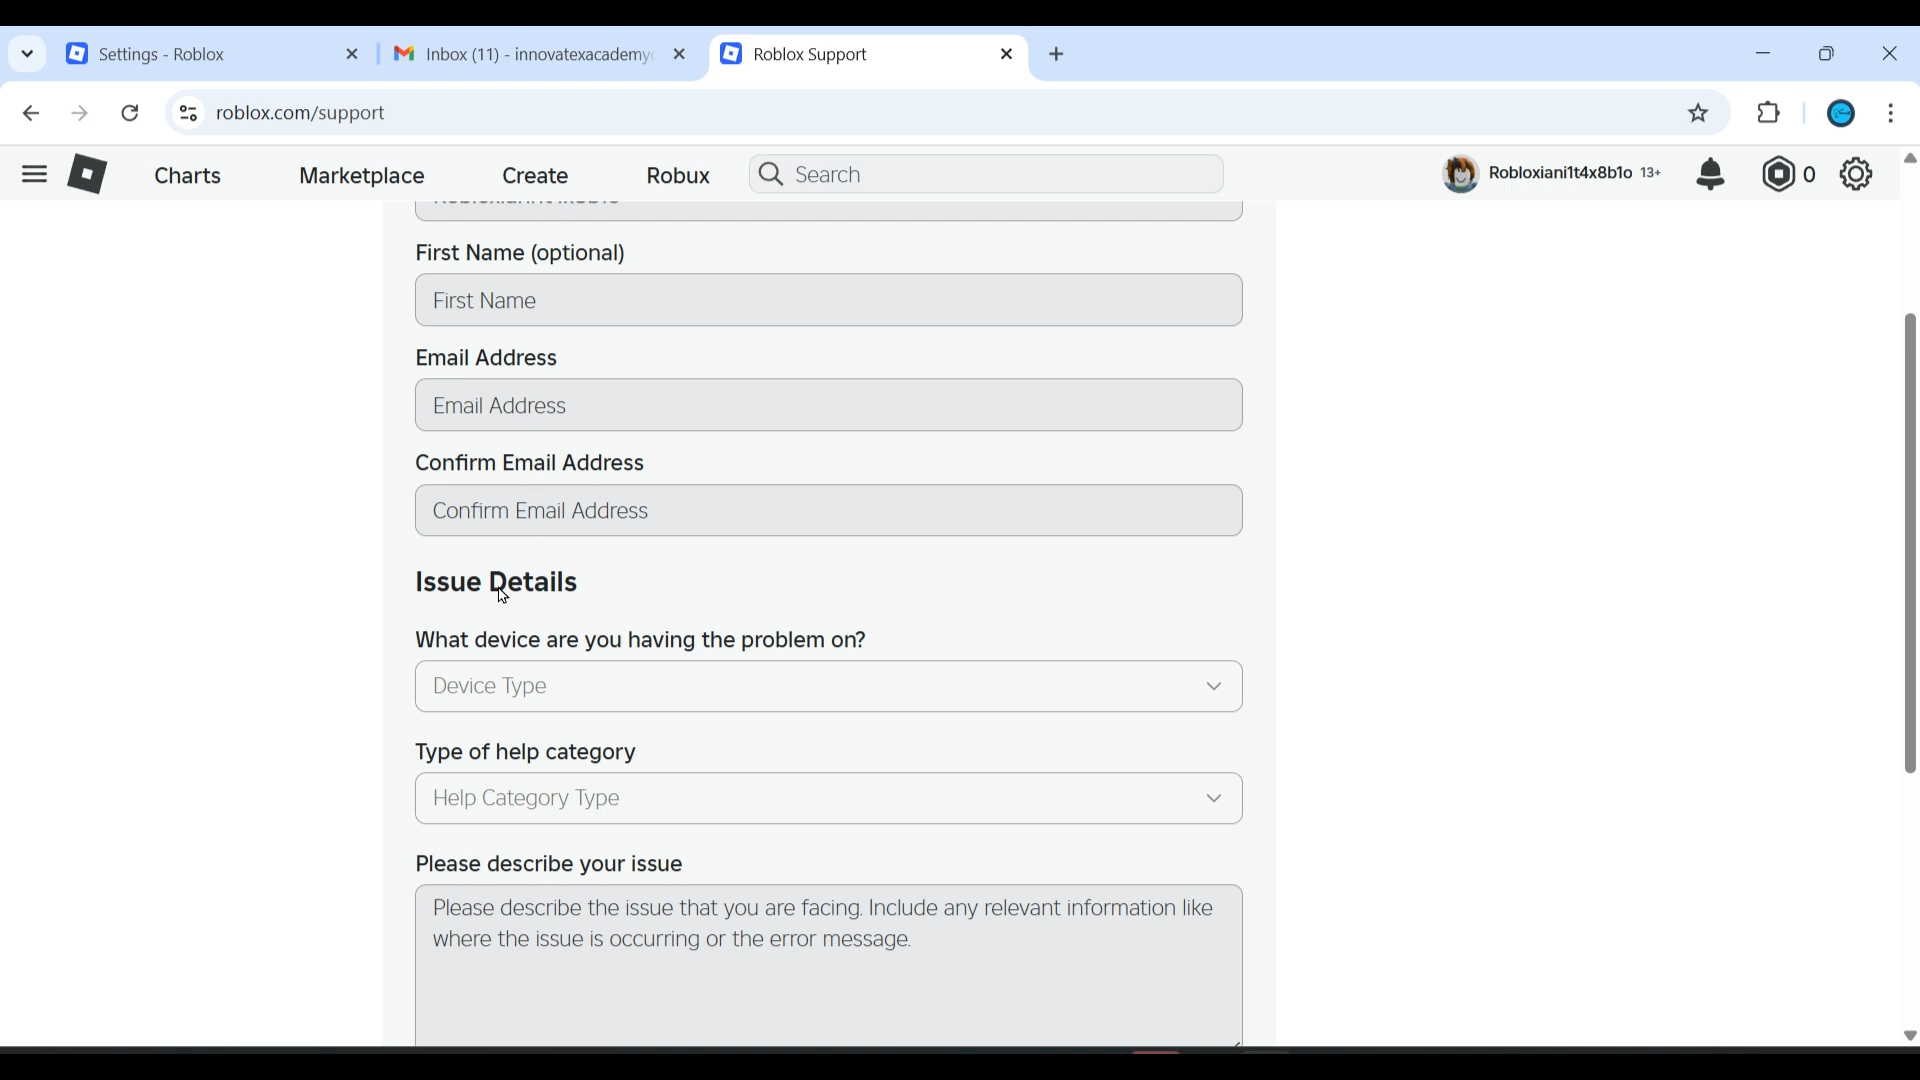 Settings - Roblox
Inbox (11) - innovatexacademy
Roblox Support
roblox.com/support
Charts
Marketplace
Create
Robux
Search
Robloxiani1t4x8b1o 13+
0
First Name (optional)
First Name
Email Address
Email Address
Confirm Email Address
Confirm Email Address
Issue Details
What device are you having the problem on?
Device Type
Type of help category
Help Category Type
Please describe your issue
Please describe the issue that you are facing. Include any relevant information like
where the issue is occurring or the error message.